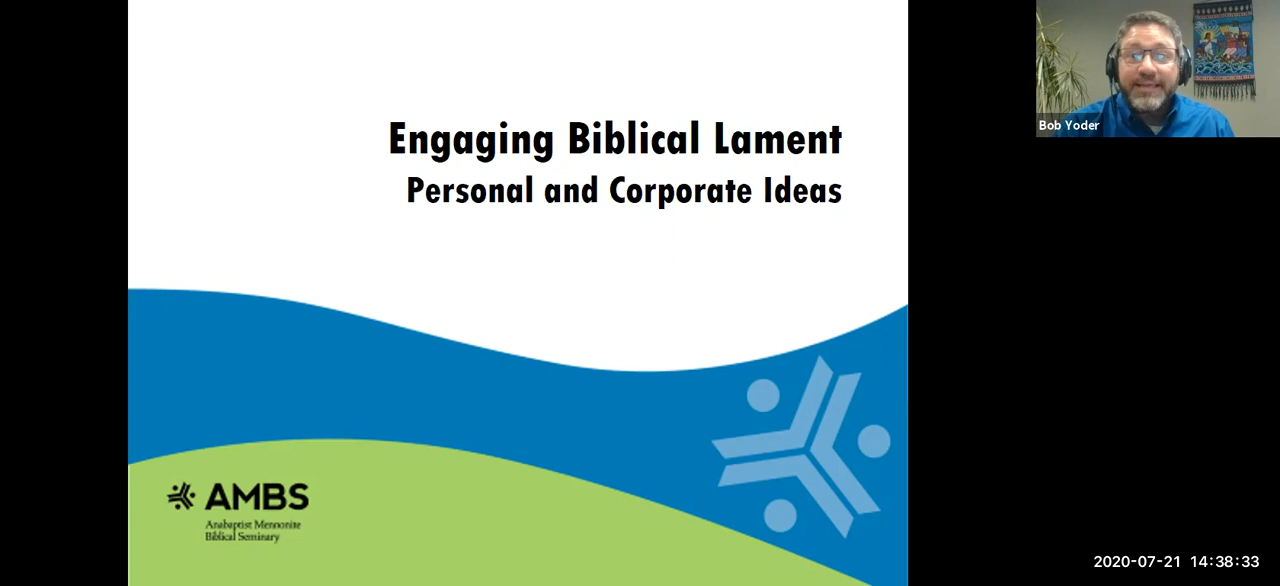 Engaging Biblical Lament
Personal and Corporate Ideas
Bob Yoder
AMBS
Anabaptist Mennonite
Biblical Seminary
2020-07-21 14:38:33